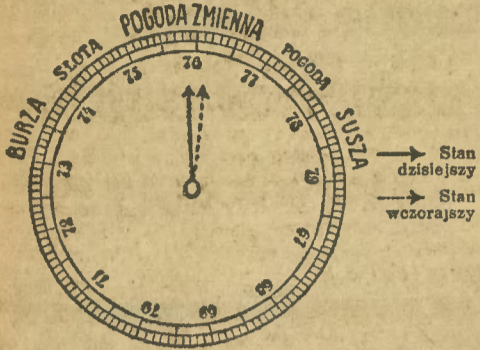 BURZA
SŁOTA
POGODA ZMIENNA
POGODA
SUSZA
73
74
75
76
77
78
79
67
68
69
70
71
72
Stan
dzisiejszy
Stan
wczorajszy